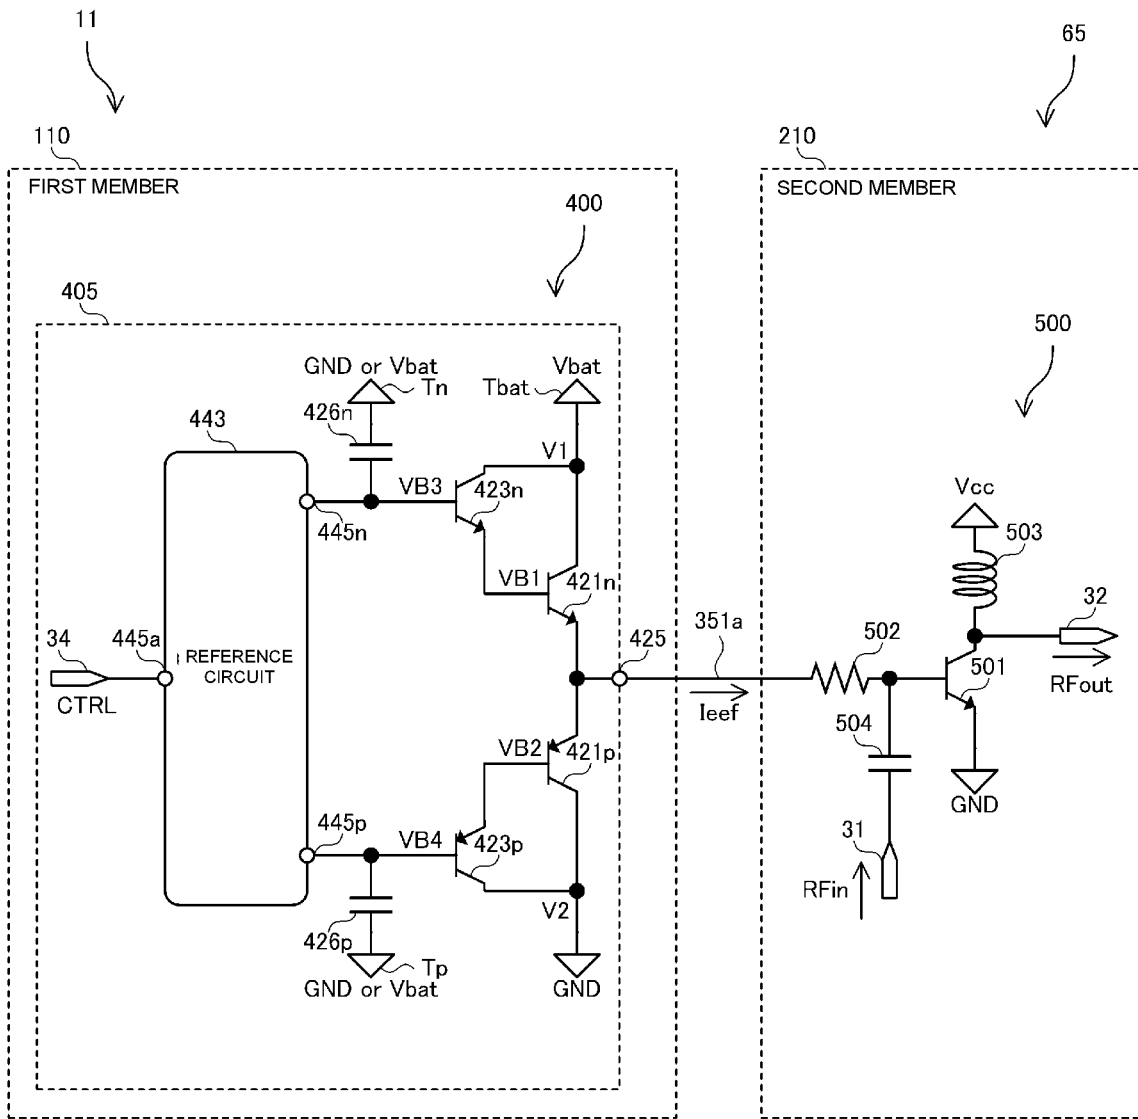 11
65
110
210
FIRST MEMBER
SECOND MEMBER
400
405
500
GND or Vbat
Tn
Vbat
Tbat
426n
443
V1
VB3
423n
445n
Vcc
503
VB1
421n
34
445a
REFERENCE
CIRCUIT
CTRL
425
351a
Ieef
502
32
501
RFout
504
VB2
421p
GND
445p
VB4
423p
31
RFin
426p
V2
Tp
GND or Vbat
GND